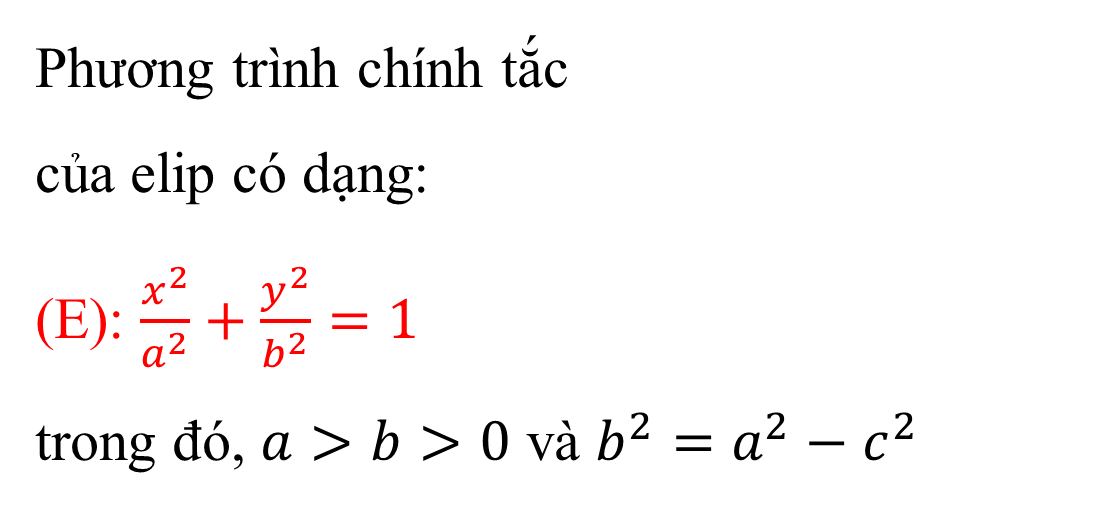 Phương trình chính tắc
của elip có dạng:
(E): x²/a² + y²/b² = 1
trong đó, a > b > 0 và b² = a² − c²